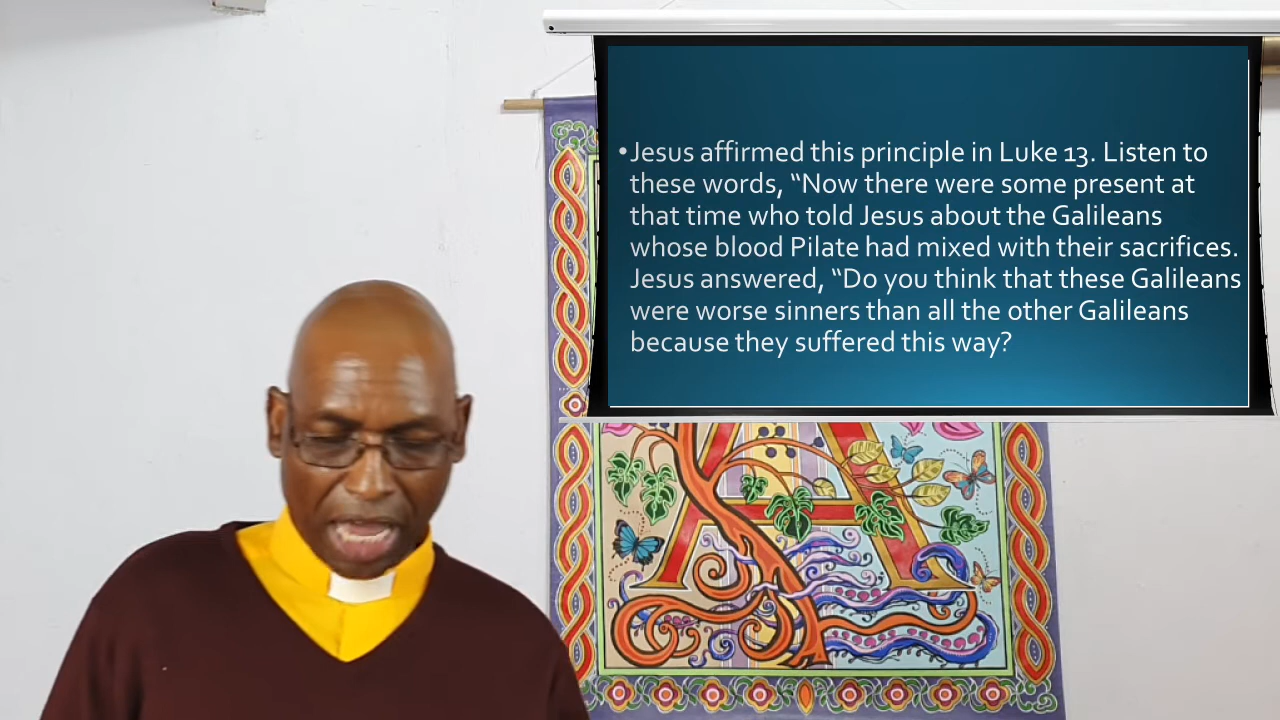 •Jesus affirmed this principle in Luke 13. Listen to
these words, “Now there were some present at
that time who told Jesus about the Galileans
whose blood Pilate had mixed with their sacrifices.
Jesus answered, “Do you think that these Galileans
were worse sinners than all the other Galileans
because they suffered this way?
A